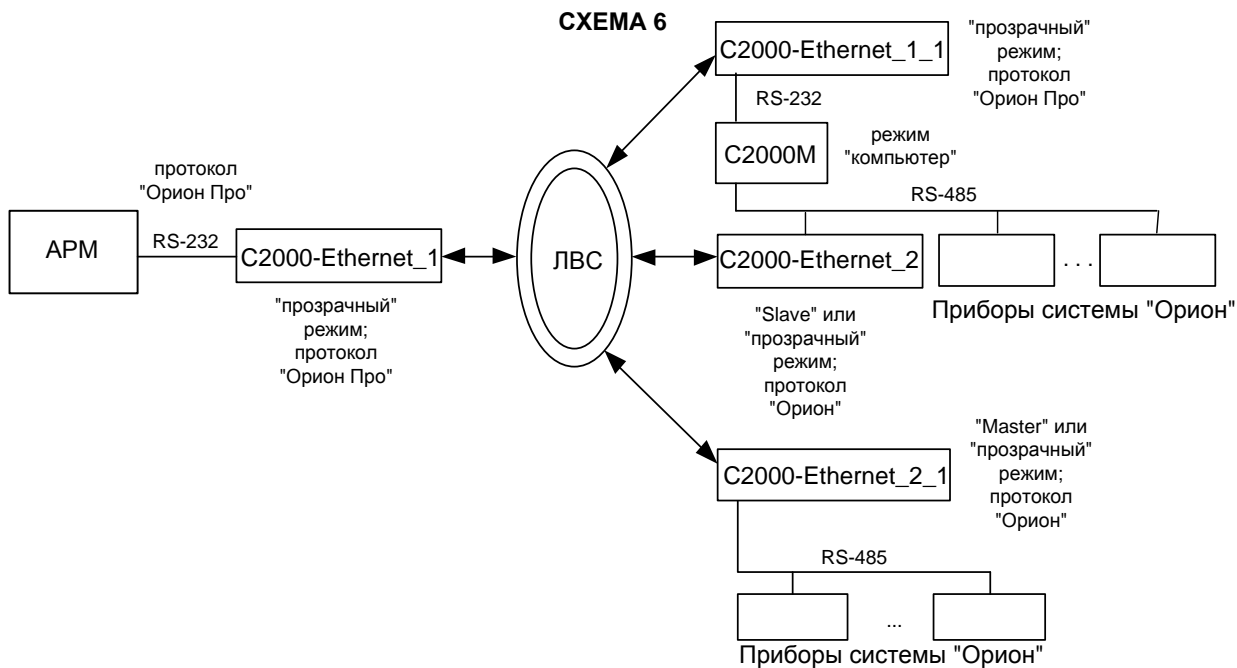 СХЕМА 6
С2000-Ethernet_1_1
"прозрачный"
режим;
протокол
"Орион Про"
RS-232
С2000М
режим
"компьютер"
RS-485
протокол
"Орион Про"
АРМ
RS-232
С2000-Ethernet_1
"прозрачный"
режим;
протокол
"Орион Про"
ЛВС
С2000-Ethernet_2
"Slave" или
"прозрачный"
режим;
протокол
"Орион"
. . .
Приборы системы "Орион"
С2000-Ethernet_2_1
"Master" или
"прозрачный"
режим;
протокол
"Орион"
RS-485
...
Приборы системы "Орион"